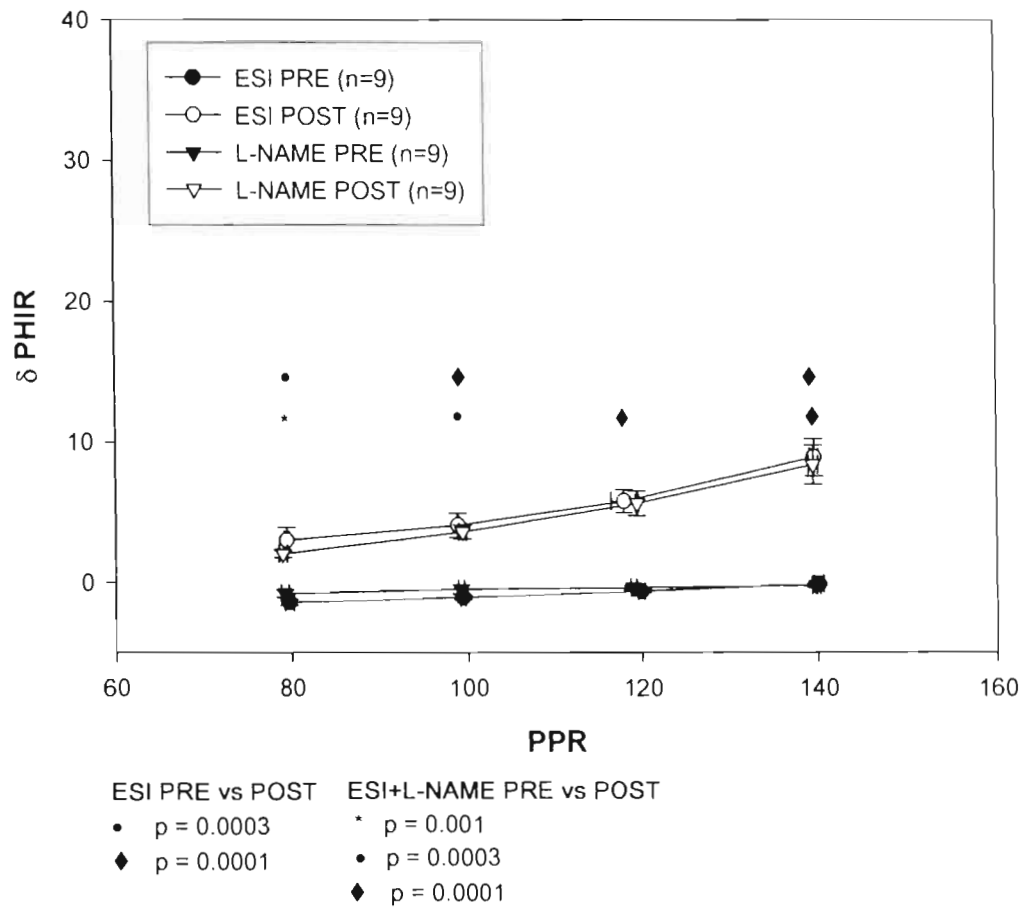 40
30
20
10
0
δ PHIR
ESI PRE (n=9)
ESI POST (n=9)
L-NAME PRE (n=9)
L-NAME POST (n=9)
60 80 100 120 140 160
PPR
ESI PRE vs POST
• p = 0.0003
♦ p = 0.0001
ESI+L-NAME PRE vs POST
* p = 0.001
• p = 0.0003
♦ p = 0.0001